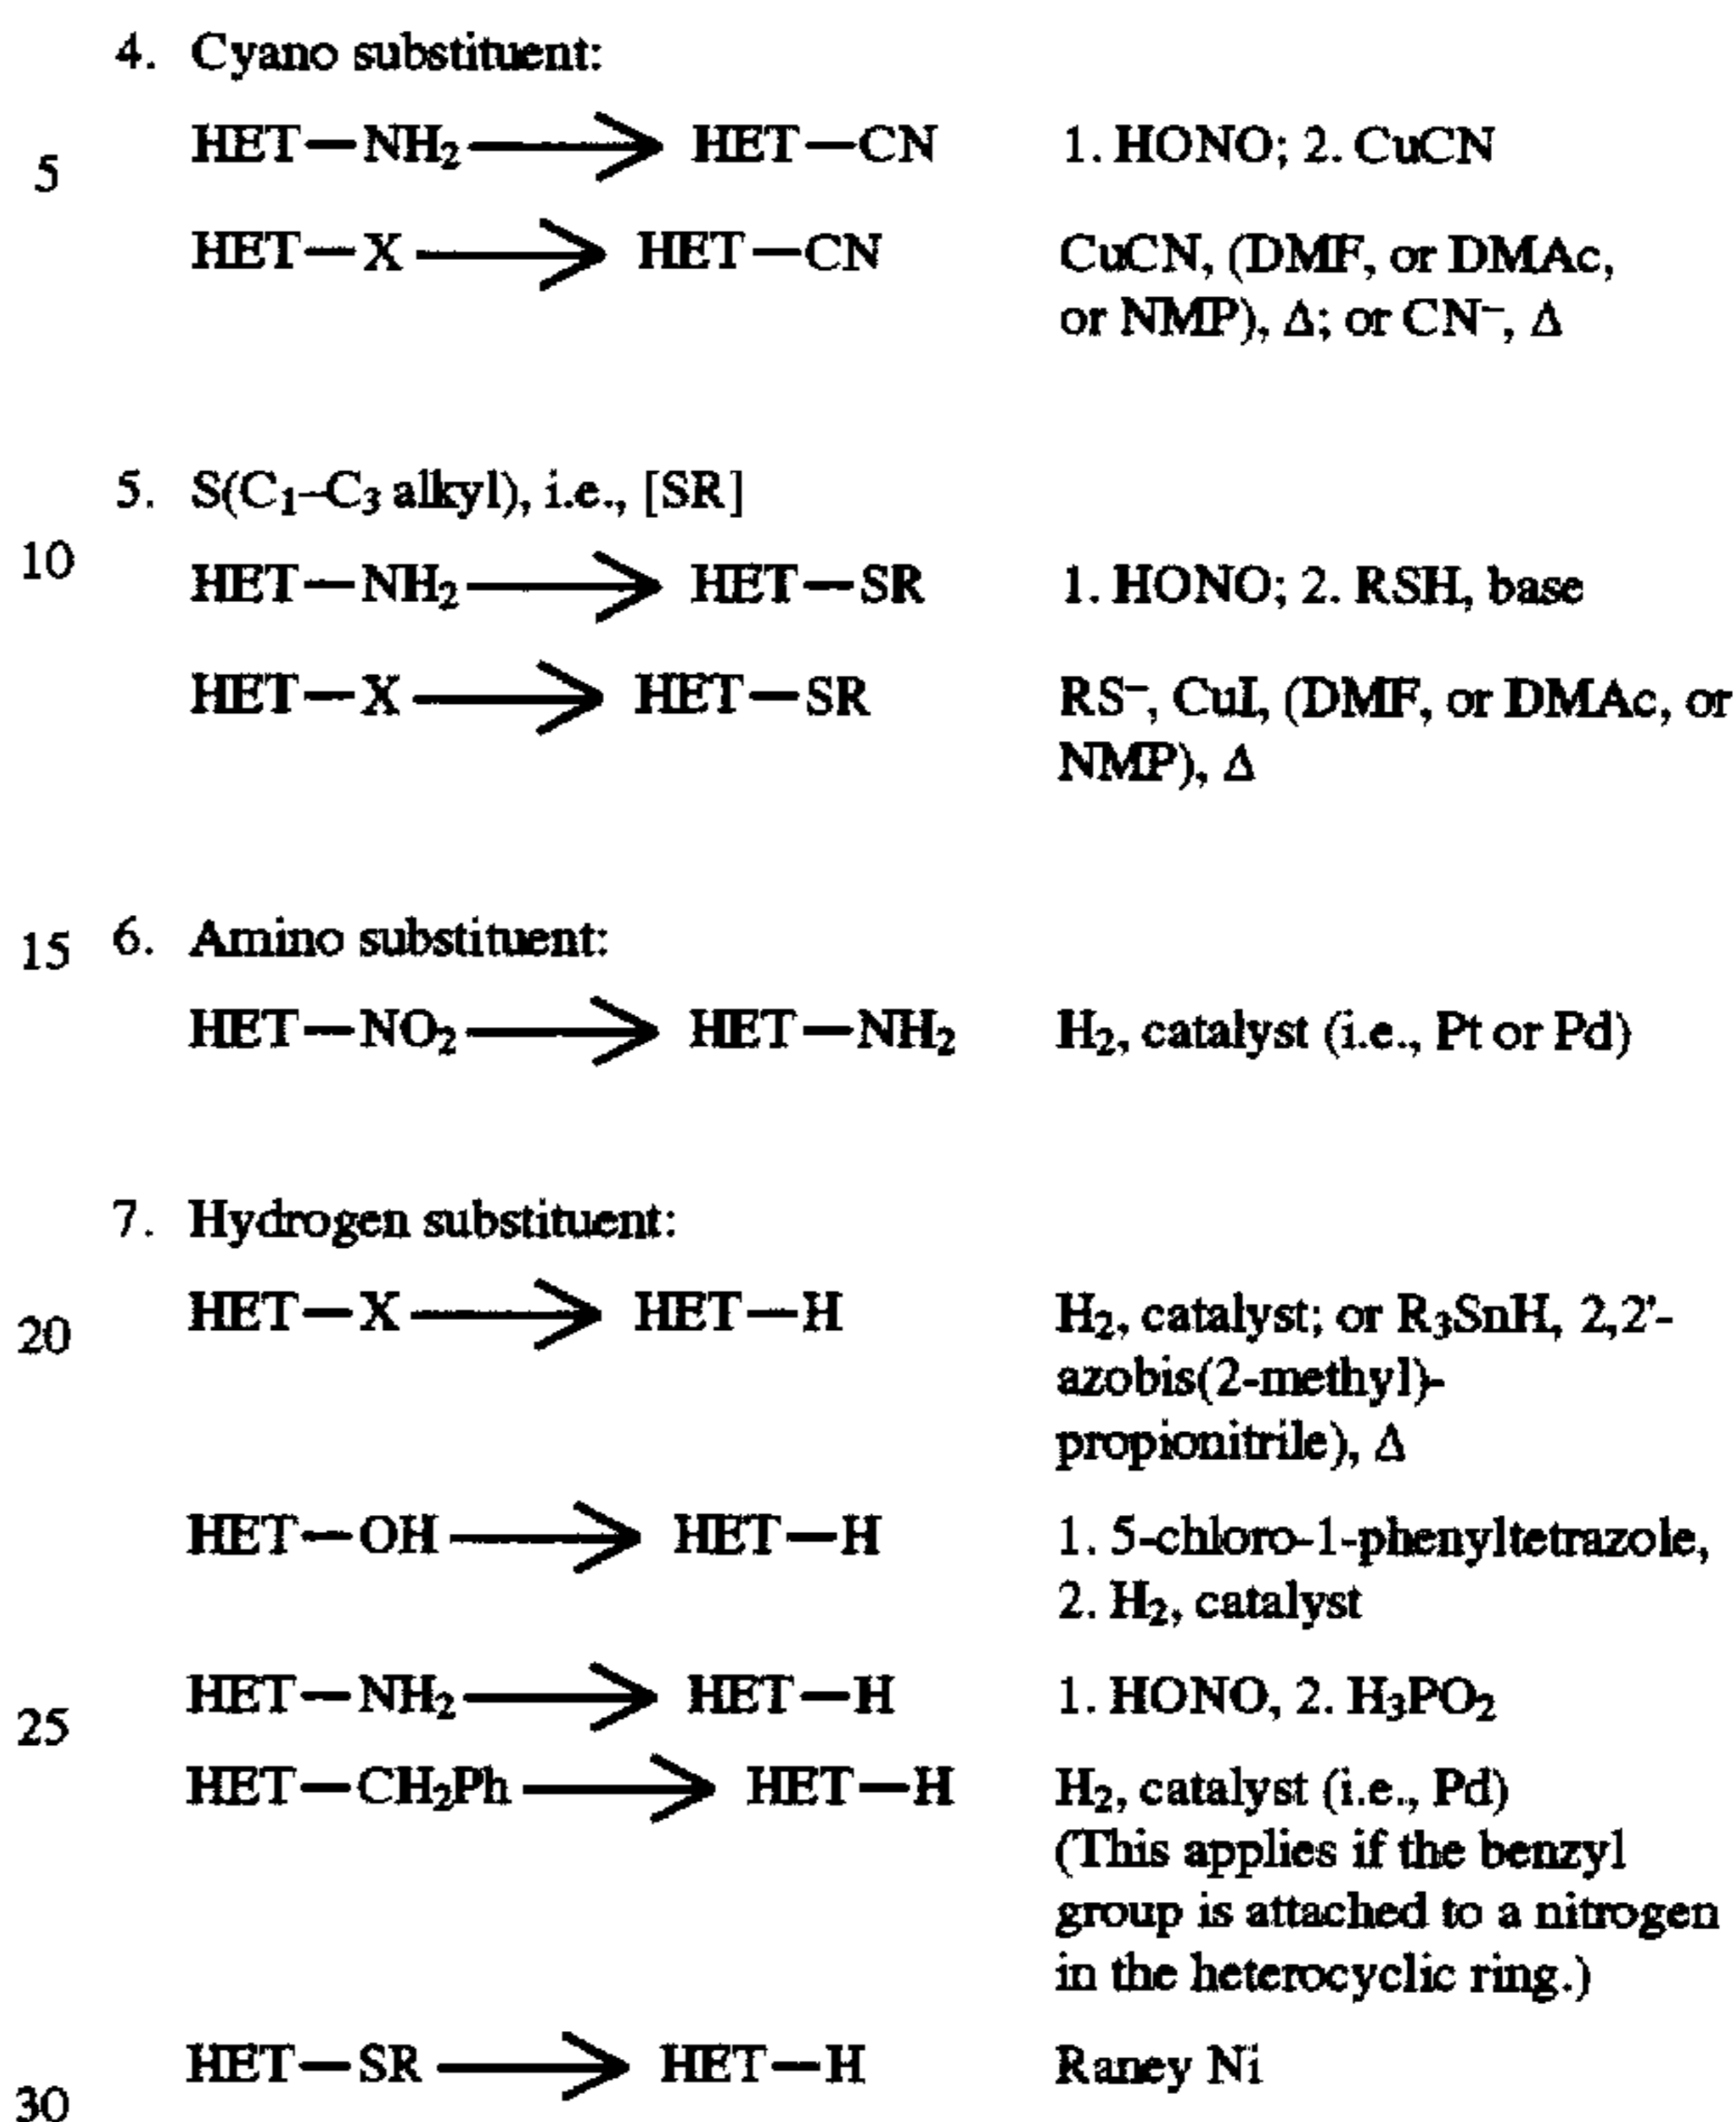 4. Cyano substituent:
5 HET—NH₂ ⟶ HET—CN 1. HONO; 2. CuCN
HET—X ⟶ HET—CN CuCN, (DMF, or DMAc,
or NMP), Δ; or CN⁻, Δ
5. S(C₁–C₃ alkyl), i.e., [SR]
10 HET—NH₂ ⟶ HET—SR 1. HONO; 2. RSH, base
HET—X ⟶ HET—SR RS⁻, CuI, (DMF, or DMAc, or
NMP), Δ
15 6. Amino substituent:
HET—NO₂ ⟶ HET—NH₂ H₂, catalyst (i.e., Pt or Pd)
7. Hydrogen substituent:
20 HET—X ⟶ HET—H H₂, catalyst; or R₃SnH, 2,2'-
azobis(2-methyl)-
propionitrile), Δ
HET—OH ⟶ HET—H 1. 5-chloro-1-phenyltetrazole,
2. H₂, catalyst
25 HET—NH₂ ⟶ HET—H 1. HONO, 2. H₃PO₂
HET—CH₂Ph ⟶ HET—H H₂, catalyst (i.e., Pd)
(This applies if the benzyl
group is attached to a nitrogen
in the heterocyclic ring.)
30 HET—SR ⟶ HET—H Raney Ni